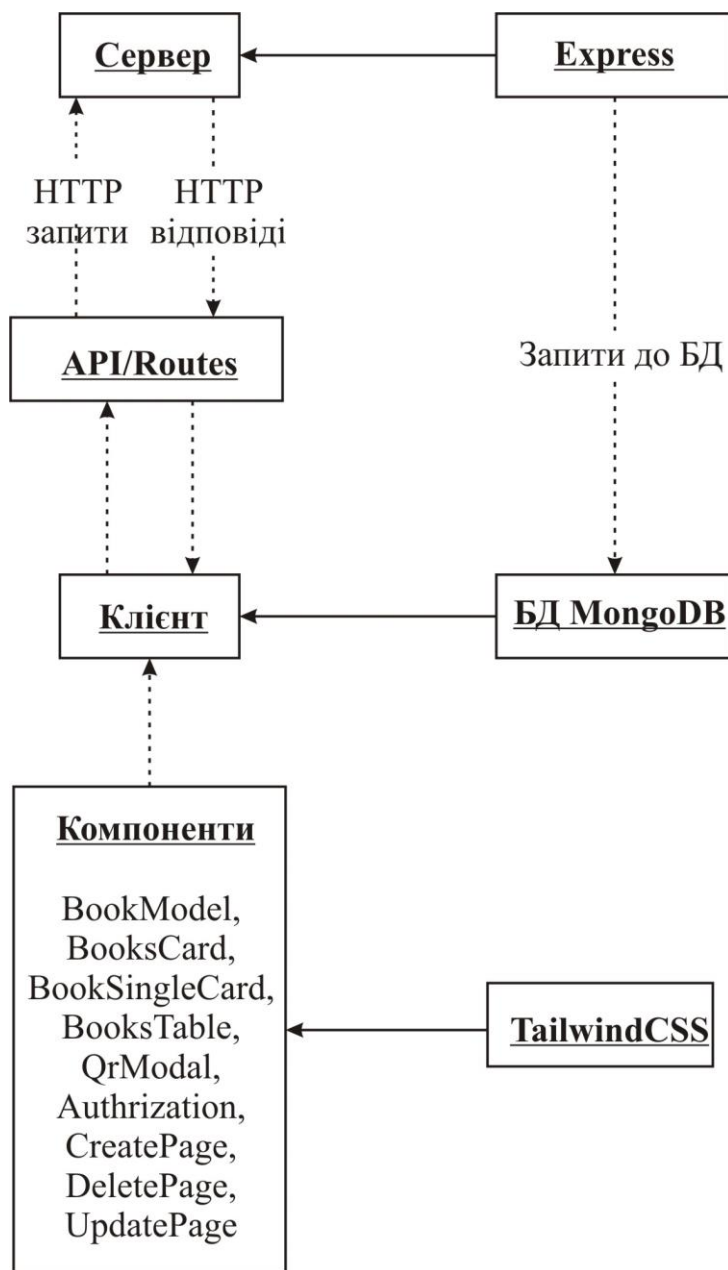 Сервер
Express
HTTP
запити
HTTP
відповіді
API/Routes
Запити до БД
Клієнт
БД MongoDB
Компоненти
BookModel,
BooksCard,
BookSingleCard,
BooksTable,
QrModal,
Authrization,
CreatePage,
DeletePage,
UpdatePage
TailwindCSS